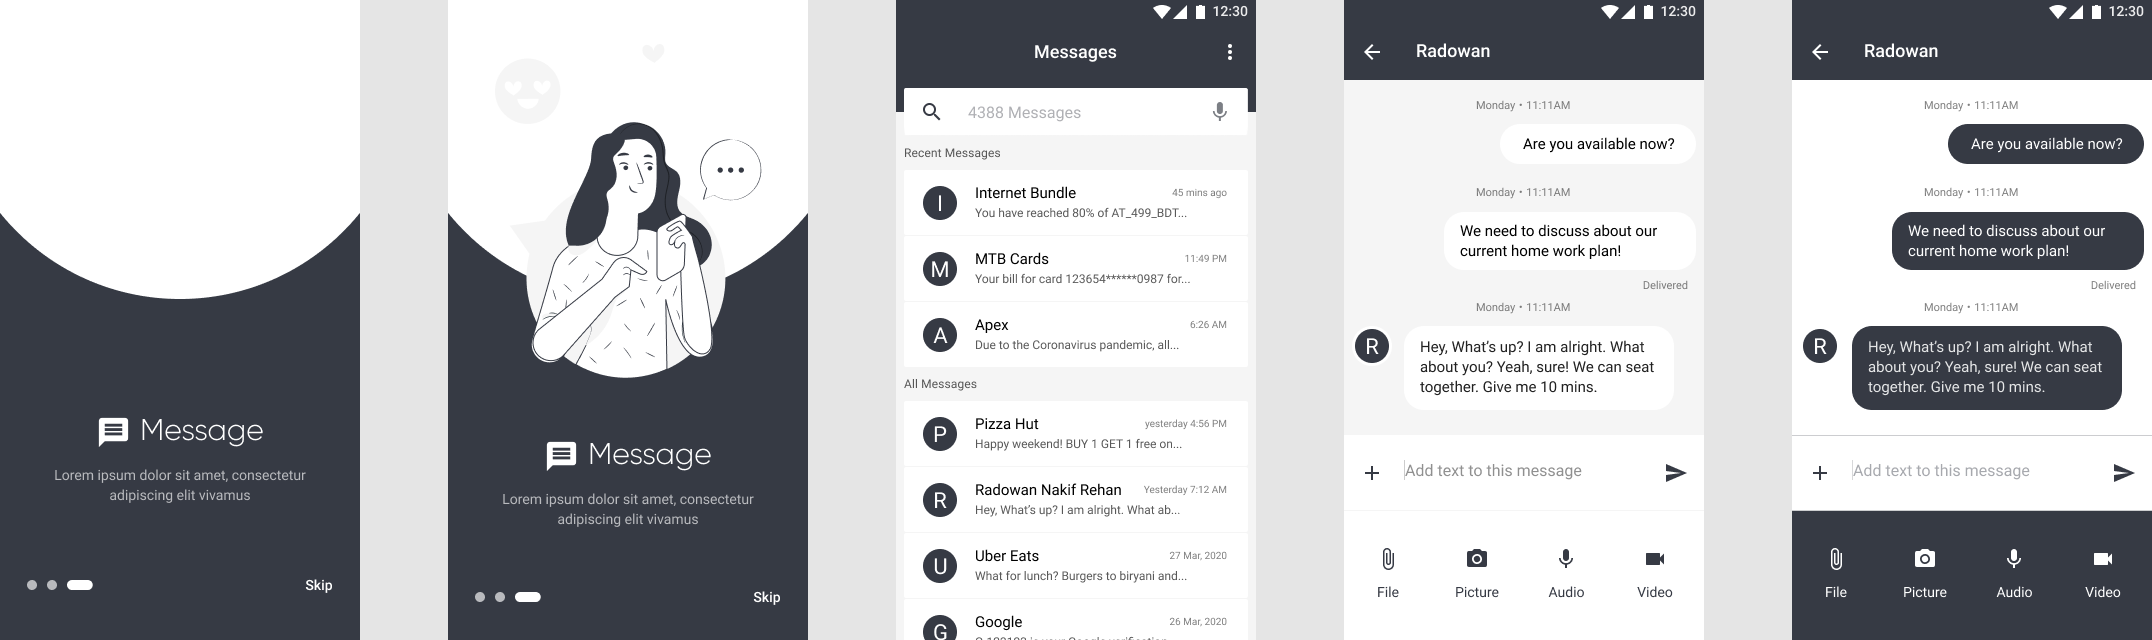 Message
Lorem ipsum dolor sit amet, consectetur
adipiscing elit vivamus
Skip
Message
Lorem ipsum dolor sit amet, consectetur
adipiscing elit vivamus
Skip
12:30
Messages
4388 Messages
Recent Messages
I
Internet Bundle
45 mins ago
You have reached 80% of AT_499_BDT...
M
MTB Cards
11:49 PM
Your bill for card 123654******0987 for...
A
Apex
6:26 AM
Due to the Coronavirus pandemic, all...
All Messages
P
Pizza Hut
yesterday 4:56 PM
Happy weekend! BUY 1 GET 1 free on...
R
Radowan Nakif Rehan
Yesterday 7:12 AM
Hey, What's up? I am alright. What ab...
U
Uber Eats
27 Mar, 2020
What for lunch? Burgers to biryani and...
G
Google
26 Mar, 2020
12:30
Radowan
Monday • 11:11AM
Are you available now?
Monday • 11:11AM
We need to discuss about our
current home work plan!
Delivered
Monday • 11:11AM
R
Hey, What's up? I am alright. What
about you? Yeah, sure! We can seat
together. Give me 10 mins.
Add text to this message
File
Picture
Audio
Video
12:30
Radowan
Monday • 11:11AM
Are you available now?
Monday • 11:11AM
We need to discuss about our
current home work plan!
Delivered
Monday • 11:11AM
R
Hey, What's up? I am alright. What
about you? Yeah, sure! We can seat
together. Give me 10 mins.
Add text to this message
File
Picture
Audio
Video